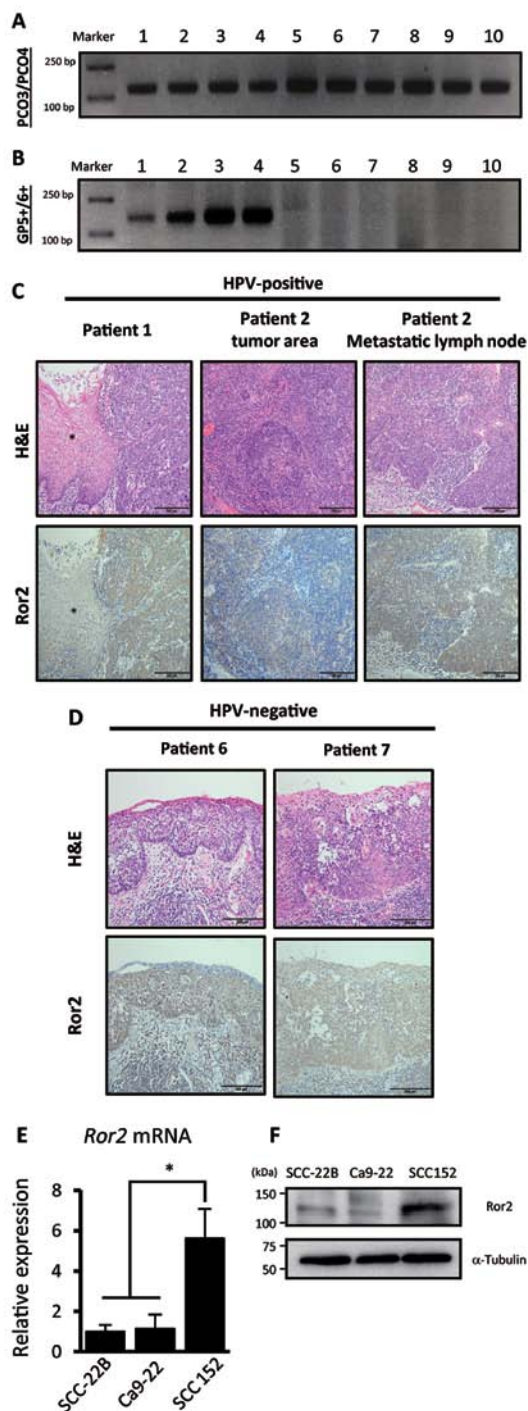 A
Marker 1 2 3 4 5 6 7 8 9 10
250 bp
100 bp
PCO3/PCO4
B
Marker 1 2 3 4 5 6 7 8 9 10
250 bp
100 bp
GP5+/6+
C
HPV-positive
Patient 1
Patient 2
tumor area
Patient 2
Metastatic lymph node
H&E
Ror2
D
HPV-negative
Patient 6 Patient 7
H&E
Ror2
E
Ror2 mRNA
*
Relative expression
8
6
4
2
0
SCC-22B
Ca9-22
SCC 152
F
(kDa) SCC-22B Ca9-22 SCC152
150
100
Ror2
75
50
α-Tubulin